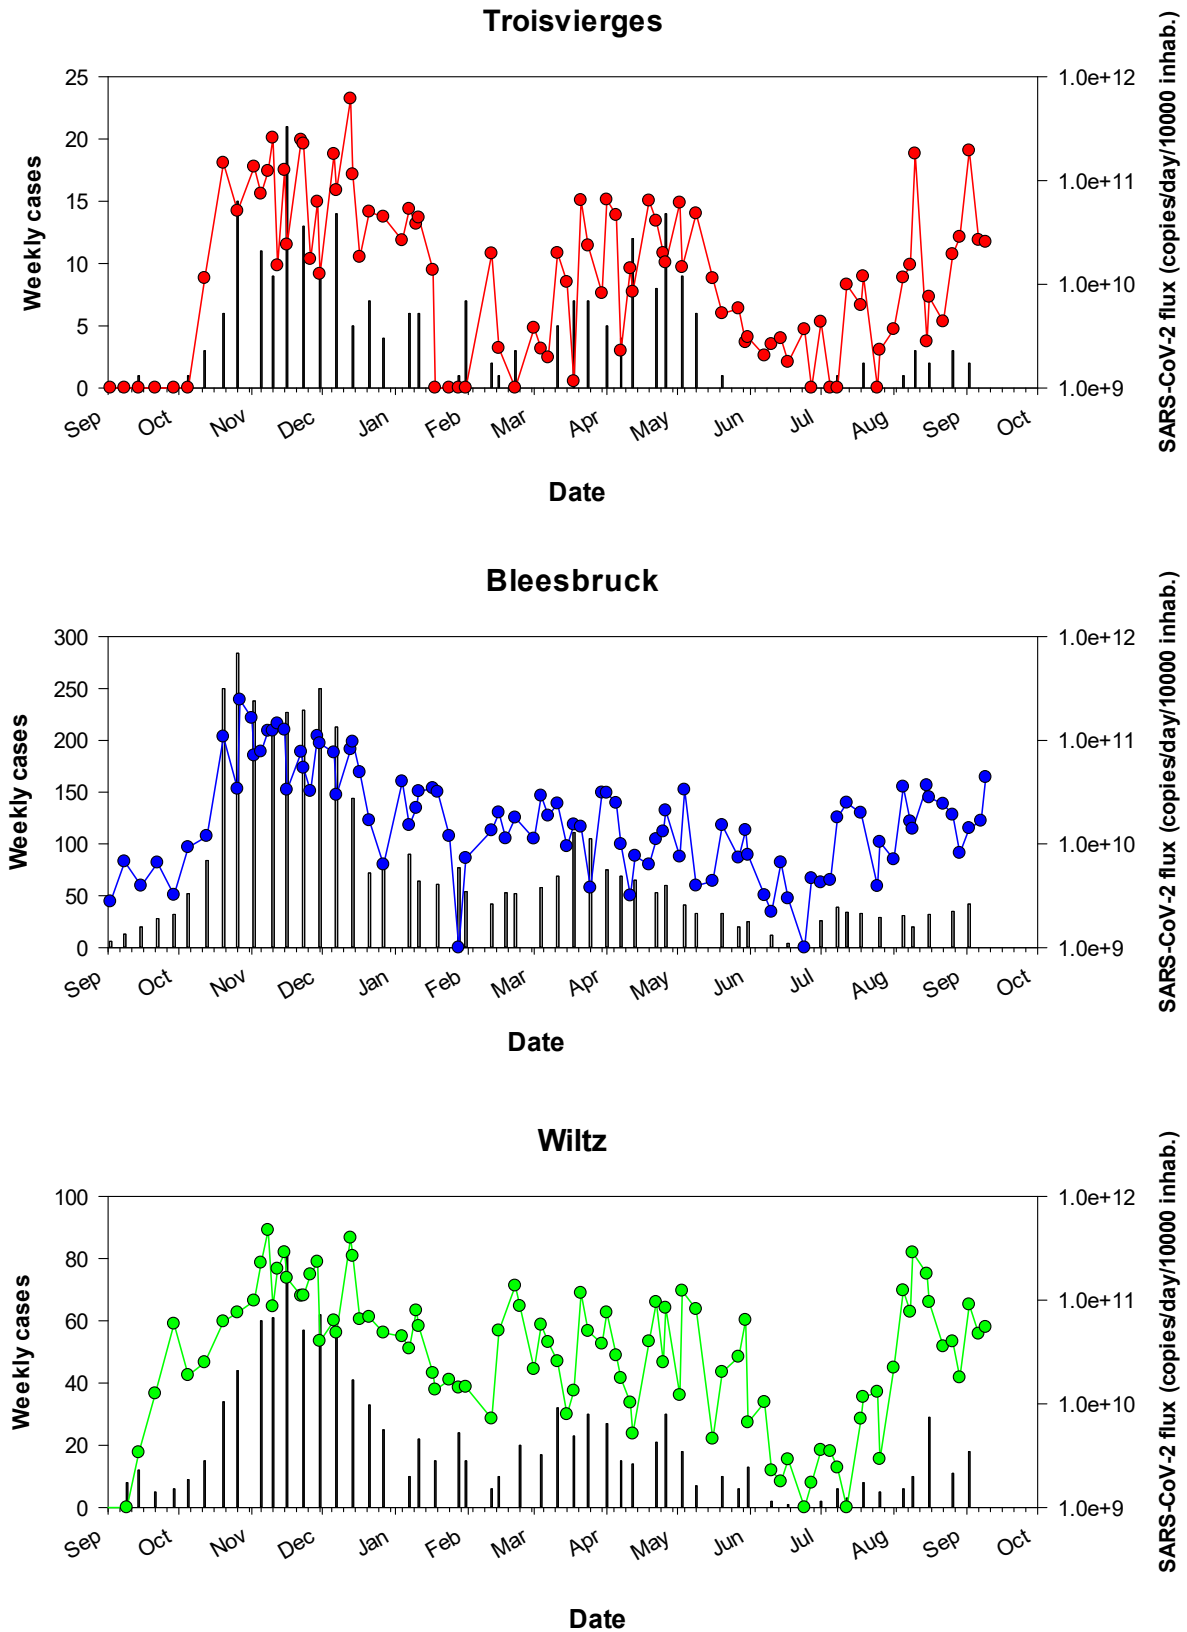 Troisvierges
Weekly cases
SARS-CoV-2 flux (copies/day/10000 inhab.)
25
20
15
10
5
0
1.0e+12
1.0e+11
1.0e+10
1.0e+9
Sep Oct Nov Dec Jan Feb Mar Apr May Jun Jul Aug Sep Oct
Date
Bleesbruck
Weekly cases
SARS-CoV-2 flux (copies/day/10000 inhab.)
300
250
200
150
100
50
0
1.0e+12
1.0e+11
1.0e+10
1.0e+9
Sep Oct Nov Dec Jan Feb Mar Apr May Jun Jul Aug Sep Oct
Date
Wiltz
Weekly cases
SARS-CoV-2 flux (copies/day/10000 inhab.)
100
80
60
40
20
0
1.0e+12
1.0e+11
1.0e+10
1.0e+9
Sep Oct Nov Dec Jan Feb Mar Apr May Jun Jul Aug Sep Oct
Date